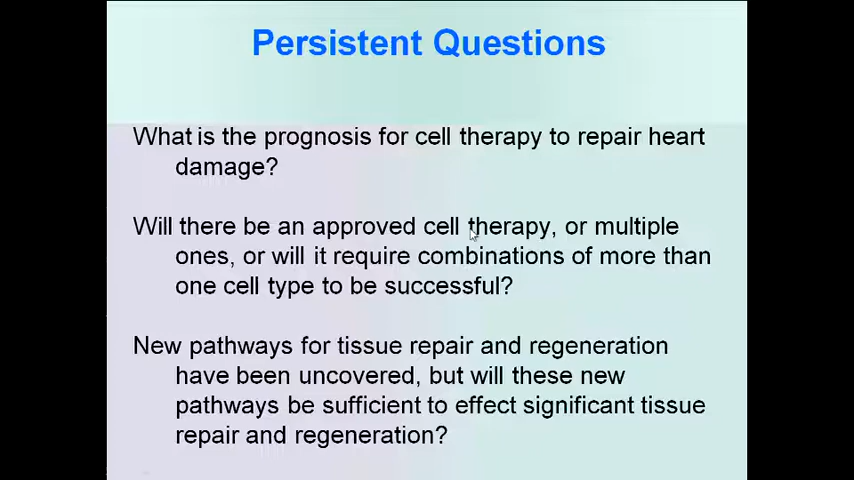 Persistent Questions
What is the prognosis for cell therapy to repair heart
damage?
Will there be an approved cell therapy, or multiple
ones, or will it require combinations of more than
one cell type to be successful?
New pathways for tissue repair and regeneration
have been uncovered, but will these new
pathways be sufficient to effect significant tissue
repair and regeneration?